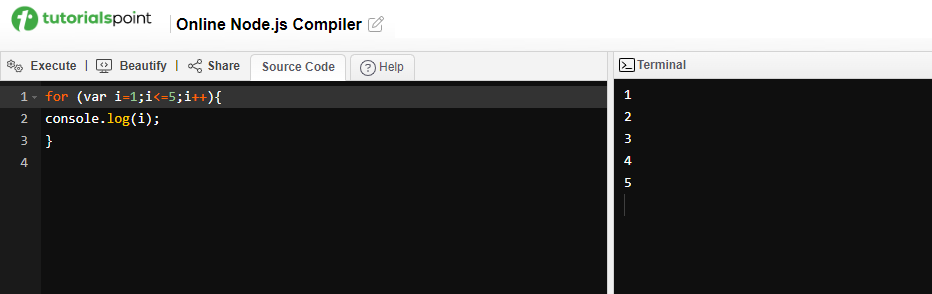 tutorialspoint Online Node.js Compiler
Execute | Beautify | Share Source Code ? Help
1 for (var i=1;i<=5;i++){
2 console.log(i);
3 }
4
Terminal
1
2
3
4
5